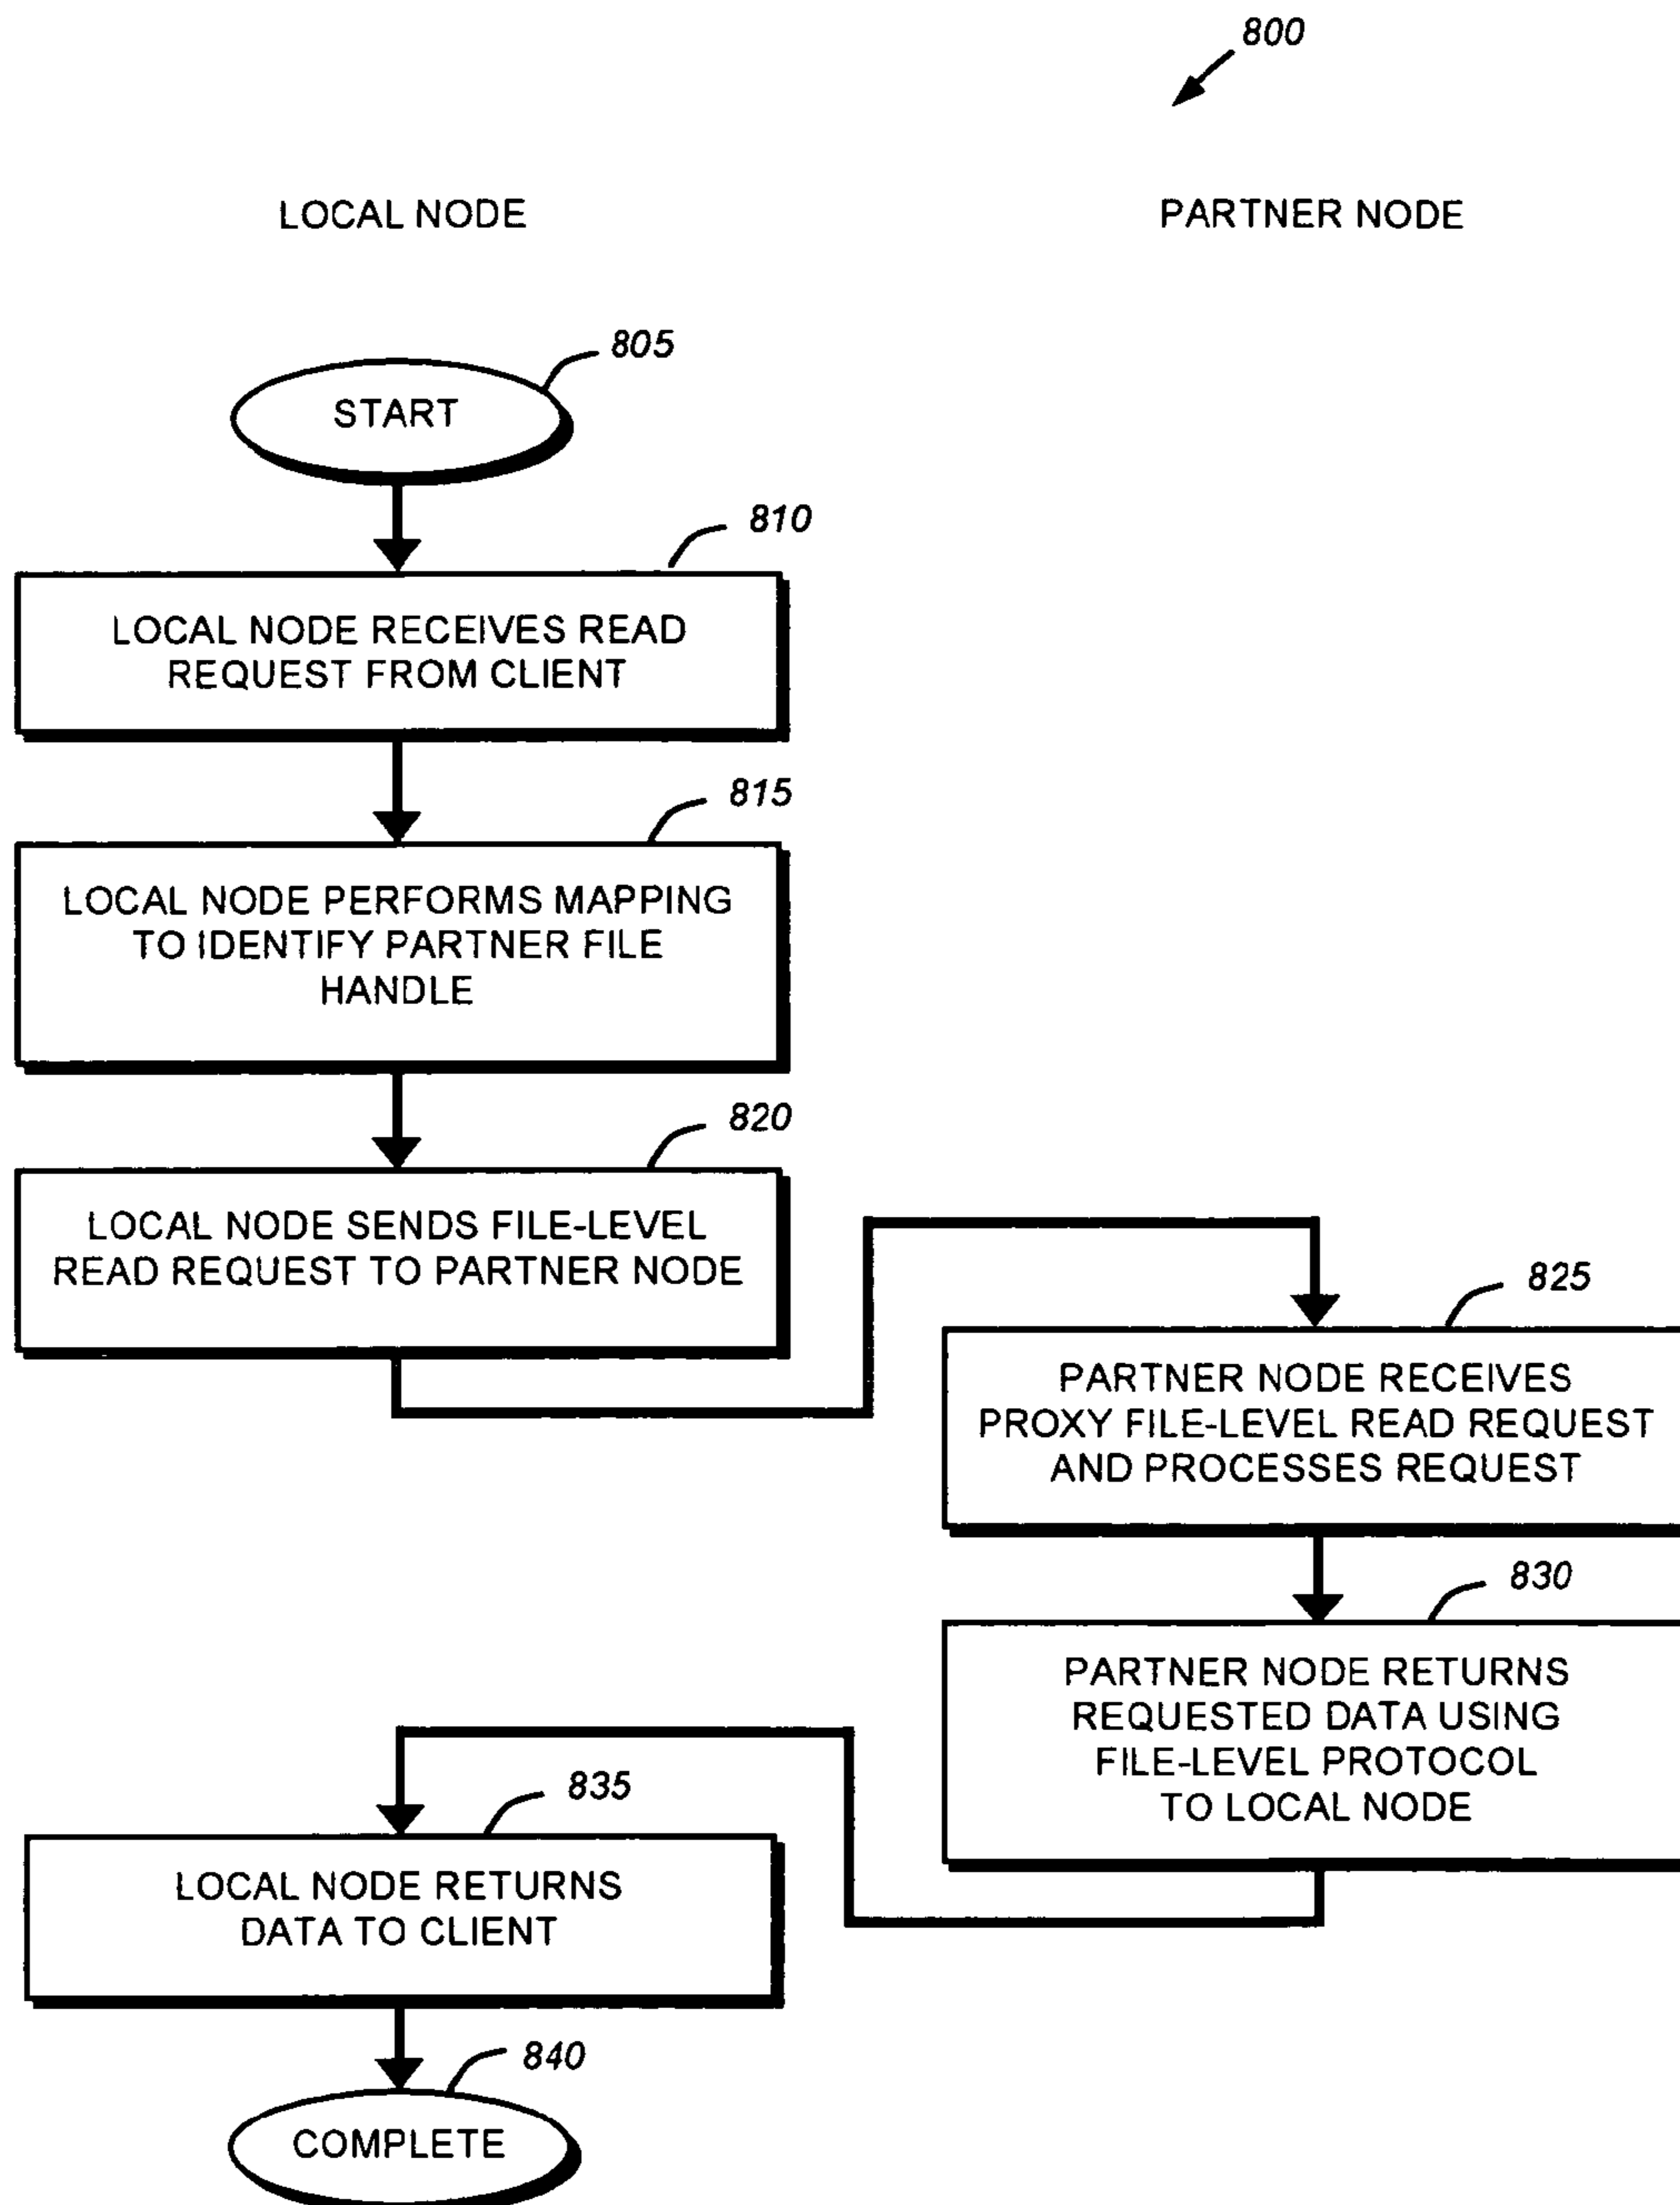 800
LOCAL NODE
PARTNER NODE
805
START
810
LOCAL NODE RECEIVES READ
REQUEST FROM CLIENT
815
LOCAL NODE PERFORMS MAPPING
TO IDENTIFY PARTNER FILE
HANDLE
820
LOCAL NODE SENDS FILE-LEVEL
READ REQUEST TO PARTNER NODE
825
PARTNER NODE RECEIVES
PROXY FILE-LEVEL READ REQUEST
AND PROCESSES REQUEST
830
PARTNER NODE RETURNS
REQUESTED DATA USING
FILE-LEVEL PROTOCOL
TO LOCAL NODE
835
LOCAL NODE RETURNS
DATA TO CLIENT
840
COMPLETE